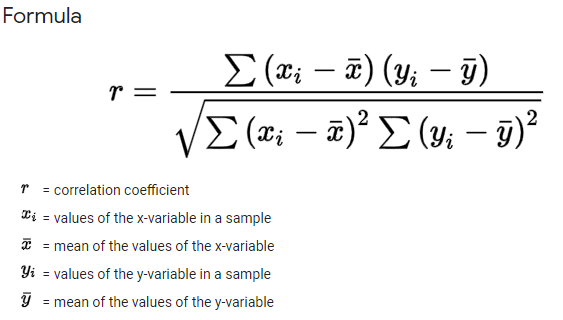 Formula
r = ∑ (xᵢ − x̄) (yᵢ − ȳ) / √∑ (xᵢ − x̄)² ∑ (yᵢ − ȳ)²
r = correlation coefficient
xᵢ = values of the x-variable in a sample
x̄ = mean of the values of the x-variable
yᵢ = values of the y-variable in a sample
ȳ = mean of the values of the y-variable